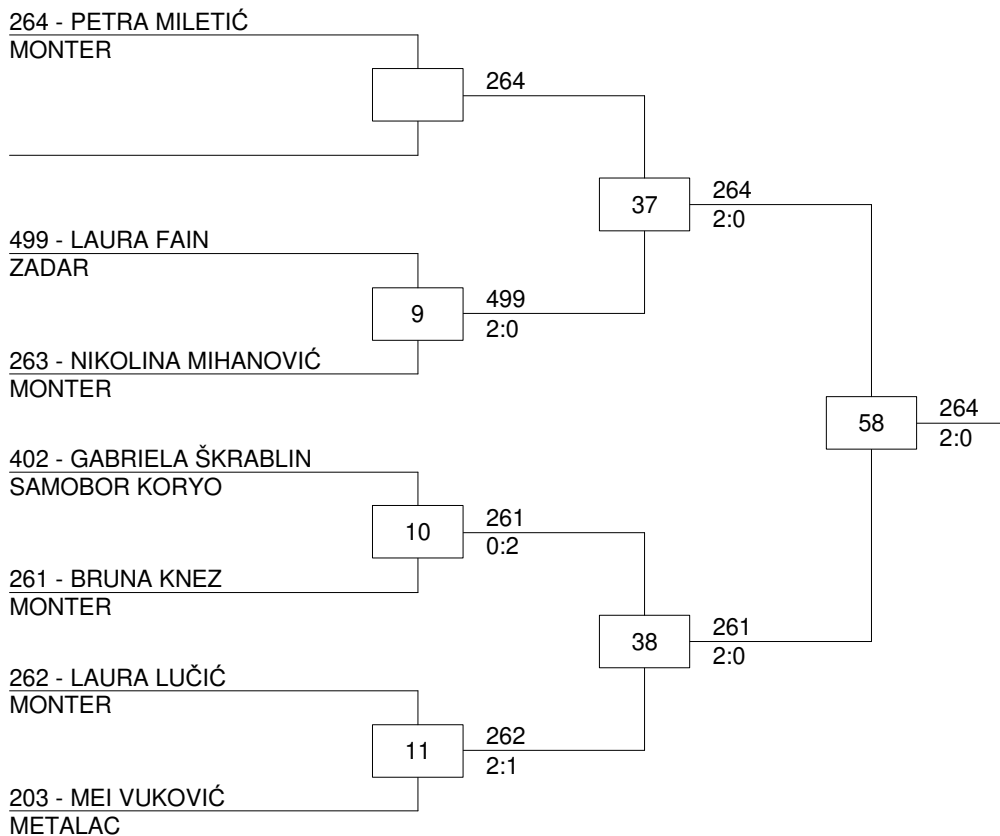 264 - PETRA MILETIĆ
MONTER
264
37
264
2:0
499 - LAURA FAIN
ZADAR
9
499
2:0
263 - NIKOLINA MIHANOVIĆ
MONTER
58
264
2:0
402 - GABRIELA ŠKRABLIN
SAMOBOR KORYO
10
261
0:2
261 - BRUNA KNEZ
MONTER
38
261
2:0
262 - LAURA LUČIĆ
MONTER
11
262
2:1
203 - MEI VUKOVIĆ
METALAC